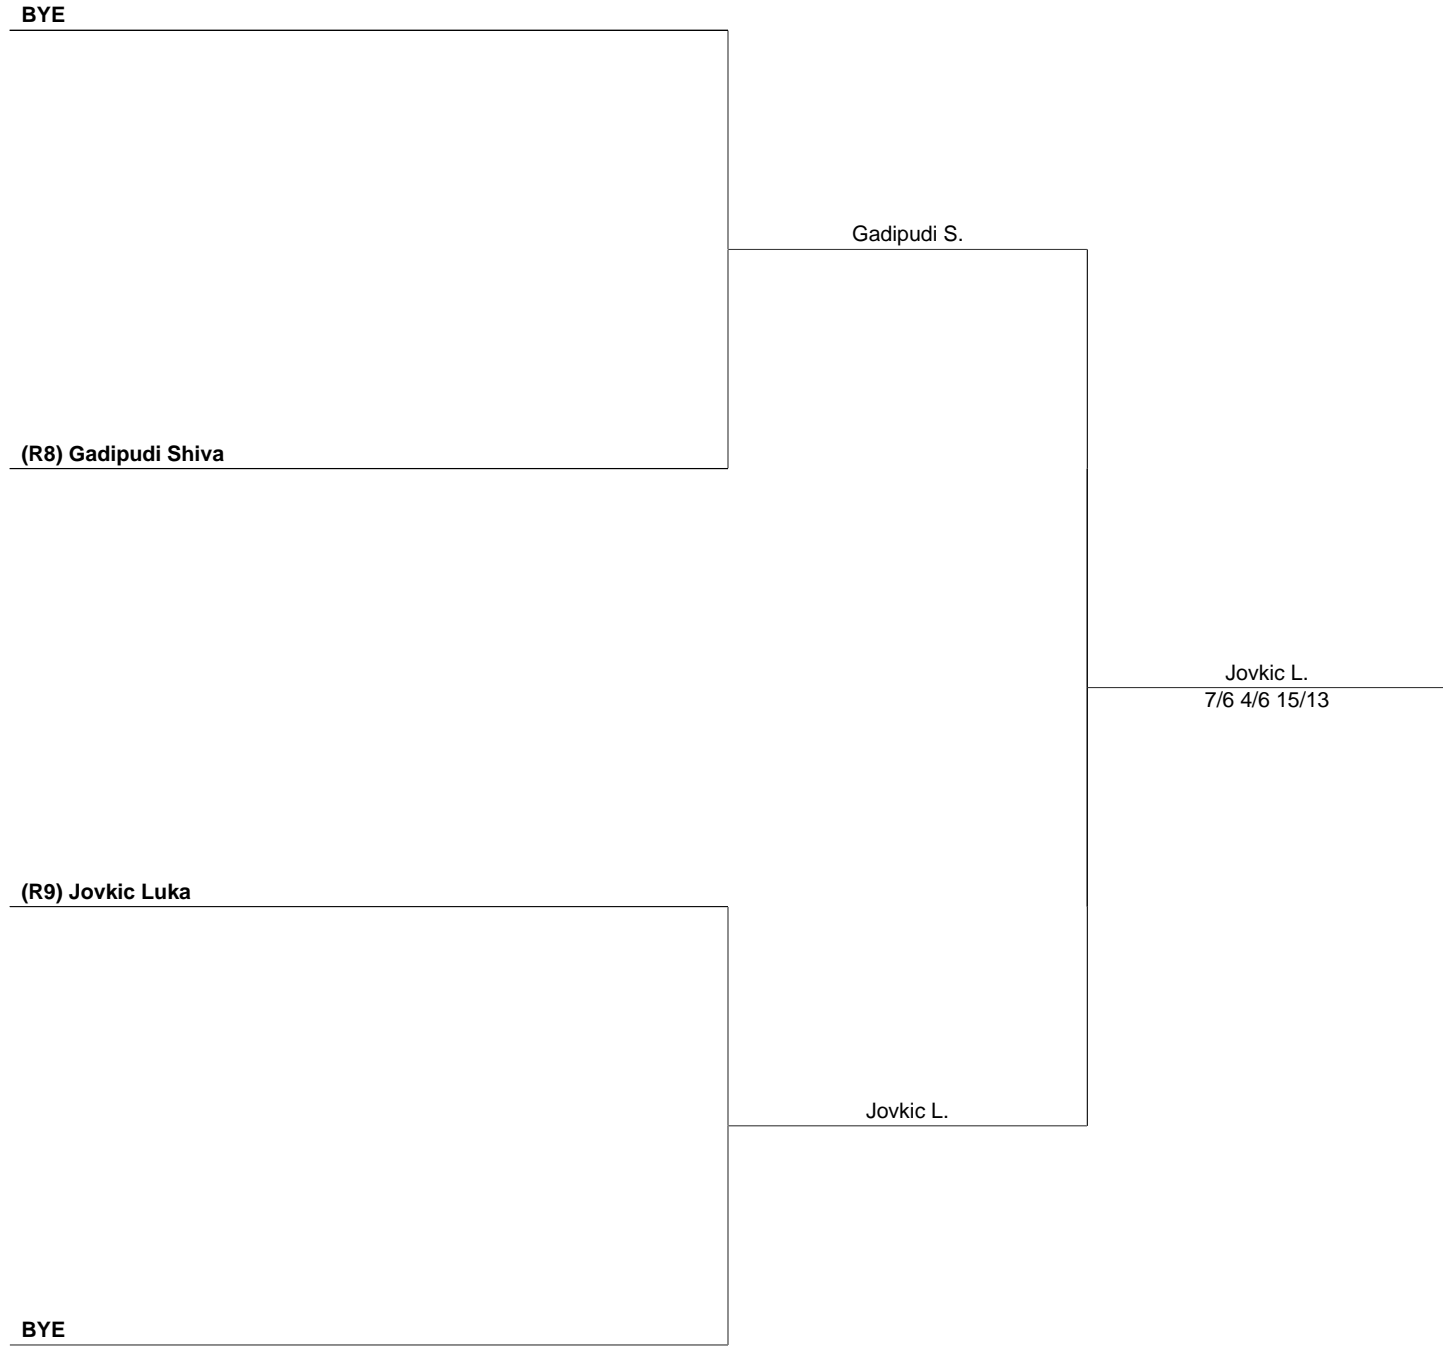 BYE
Gadipudi S.
(R8) Gadipudi Shiva
Jovkic L.
7/6 4/6 15/13
(R9) Jovkic Luka
Jovkic L.
BYE